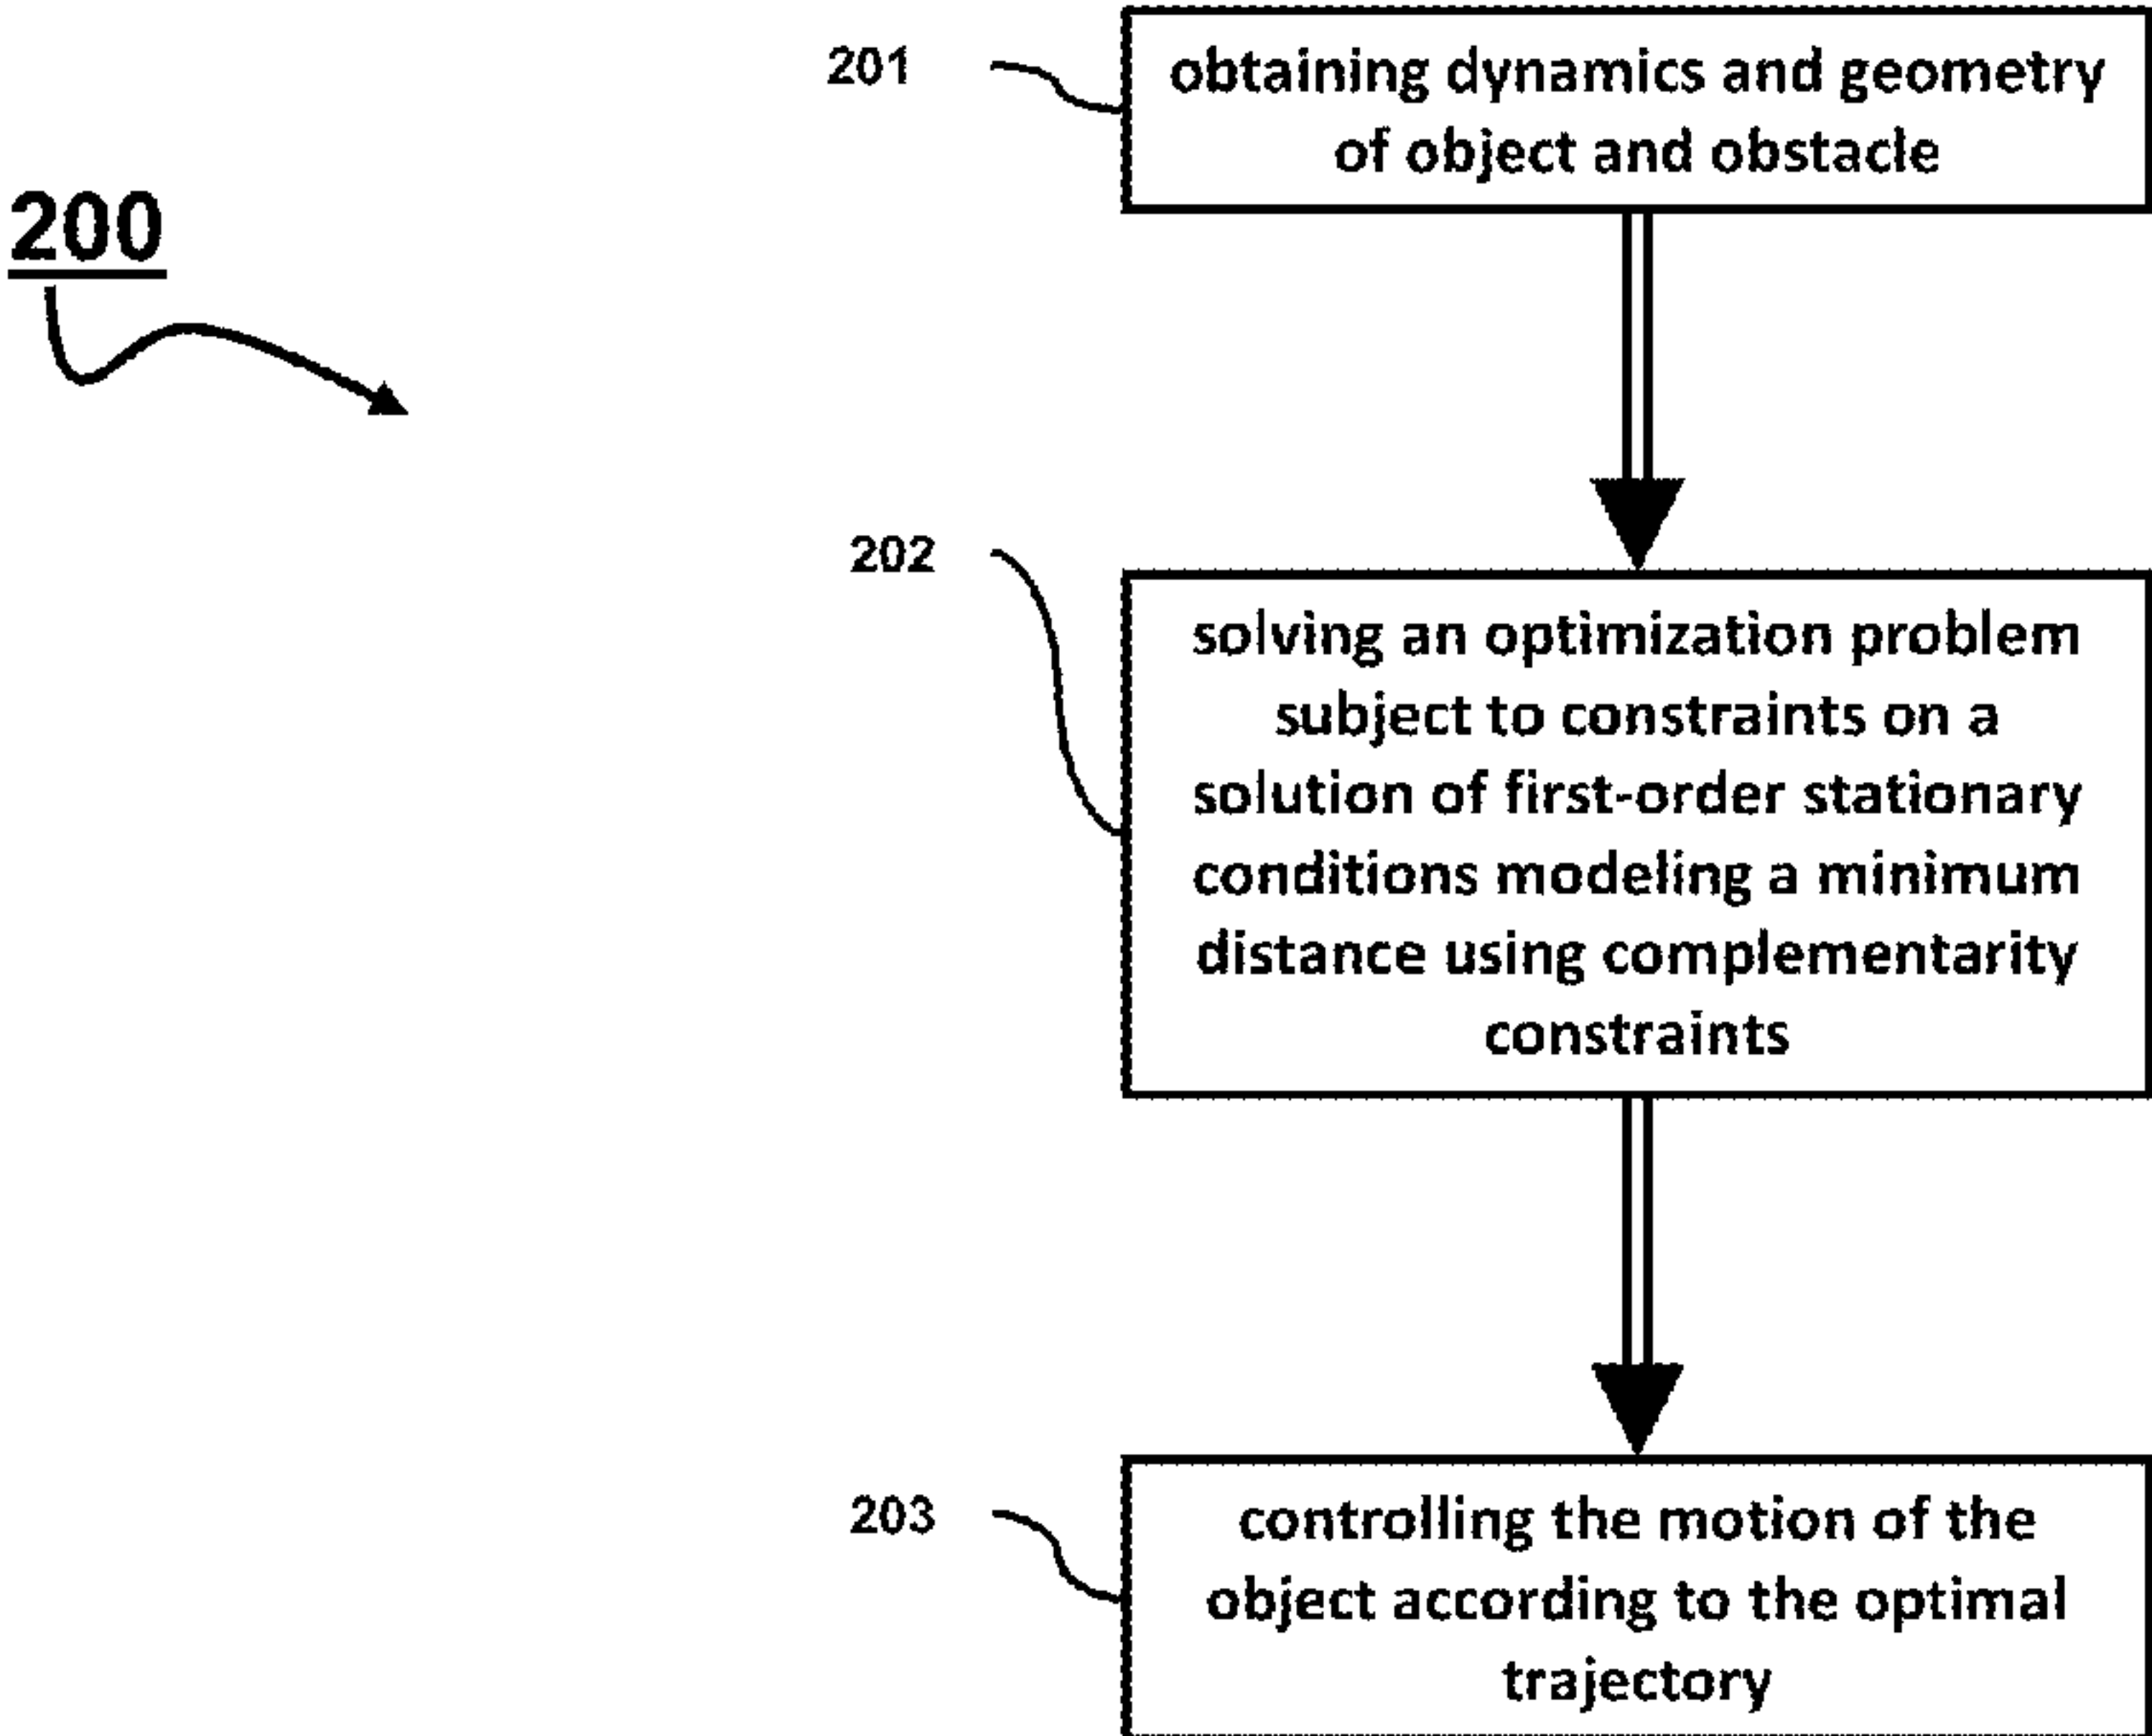 201
obtaining dynamics and geometry
of object and obstacle
200
202
solving an optimization problem
subject to constraints on a
solution of first-order stationary
conditions modeling a minimum
distance using complementarity
constraints
203
controlling the motion of the
object according to the optimal
trajectory